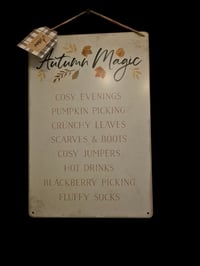 Autumn Magic
COSY EVENINGS
PUMPKIN PICKING
CRUNCHY LEAVES
SCARVES & BOOTS
COSY JUMPERS
HOT DRINKS
BLACKBERRY PICKING
FLUFFY SOCKS